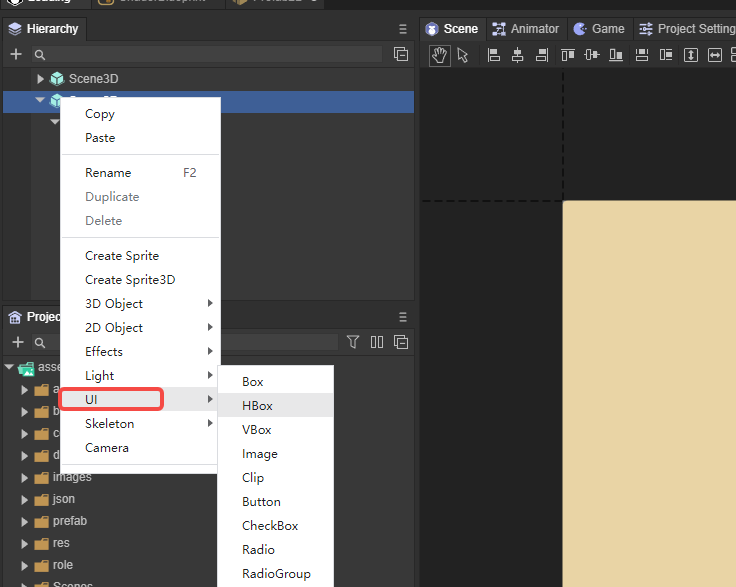 Hierarchy
Scene
Animator
Game
Project Setting
Scene3D
Copy
Paste
Rename F2
Duplicate
Delete
Create Sprite
Create Sprite3D
3D Object
2D Object
Effects
Light
UI
Skeleton
Camera
Box
HBox
VBox
Image
Clip
Button
CheckBox
Radio
RadioGroup
Projec
asse
a
b
c
d
images
json
prefab
res
role
Scenes